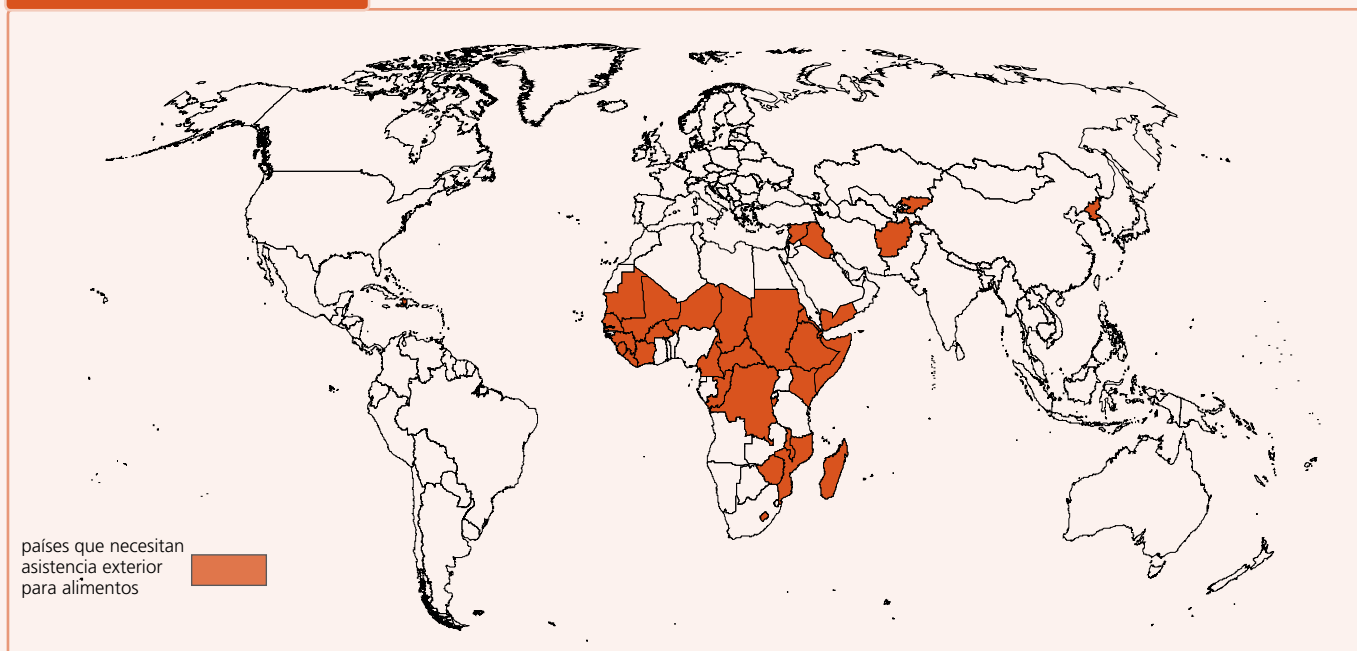 países que necesitan
asistencia exterior
para alimentos